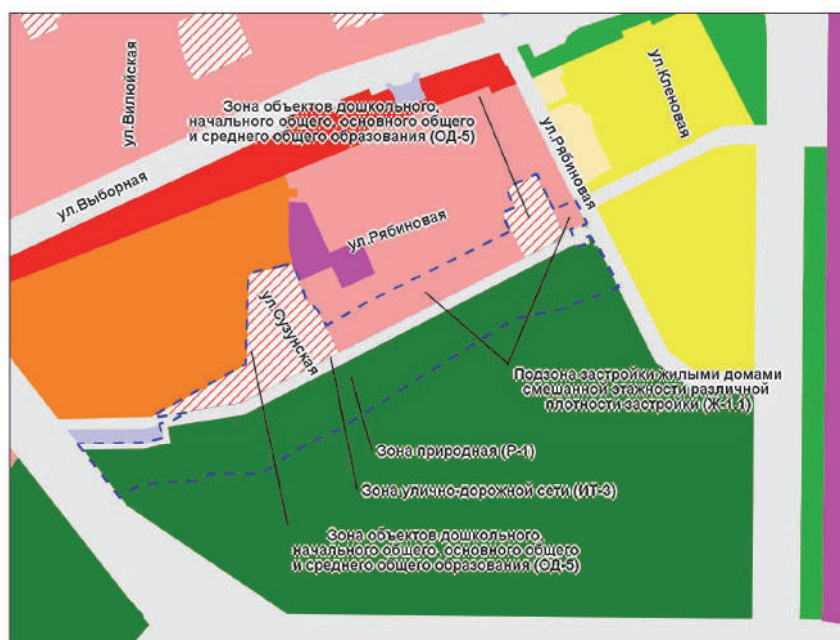 ул.Вилюйская
ул.Кленовая
Зона объектов дошкольного,
начального общего, основного общего
и среднего общего образования (ОД-5)
ул.Рябиновая
ул.Выборная
ул.Рябиновая
ул.Сузунская
Подзона застройки жилыми домами
смешанной этажности различной
плотности застройки (Ж-1.1)
Зона природная (Р-1)
Зона улично-дорожной сети (ИТ-3)
Зона объектов дошкольного,
начального общего, основного общего
и среднего общего образования (ОД-5)